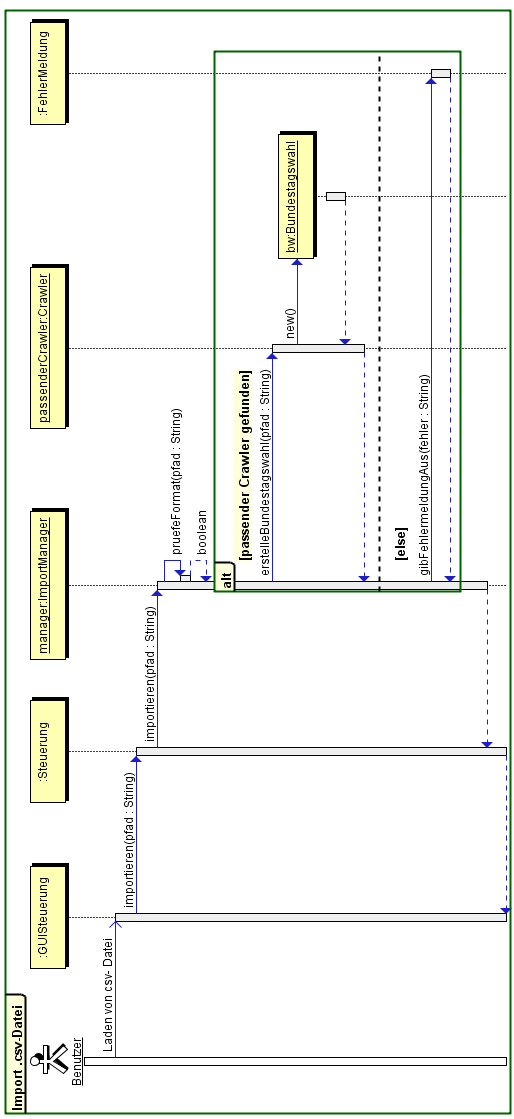 Import .csv-Datei
Benutzer
:GUISteuerung
:Steuerung
manager:ImportManager
passenderCrawler:Crawler
:FehlerMeldung
Laden von csv- Datei
importieren(pfad : String)
importieren(pfad : String)
pruefeFormat(pfad : String)
boolean
alt
[passender Crawler gefunden]
erstelleBundestagswahl(pfad : String)
new()
bw:Bundestagswahl
[else]
gibFehlermeldungAus(fehler : String)